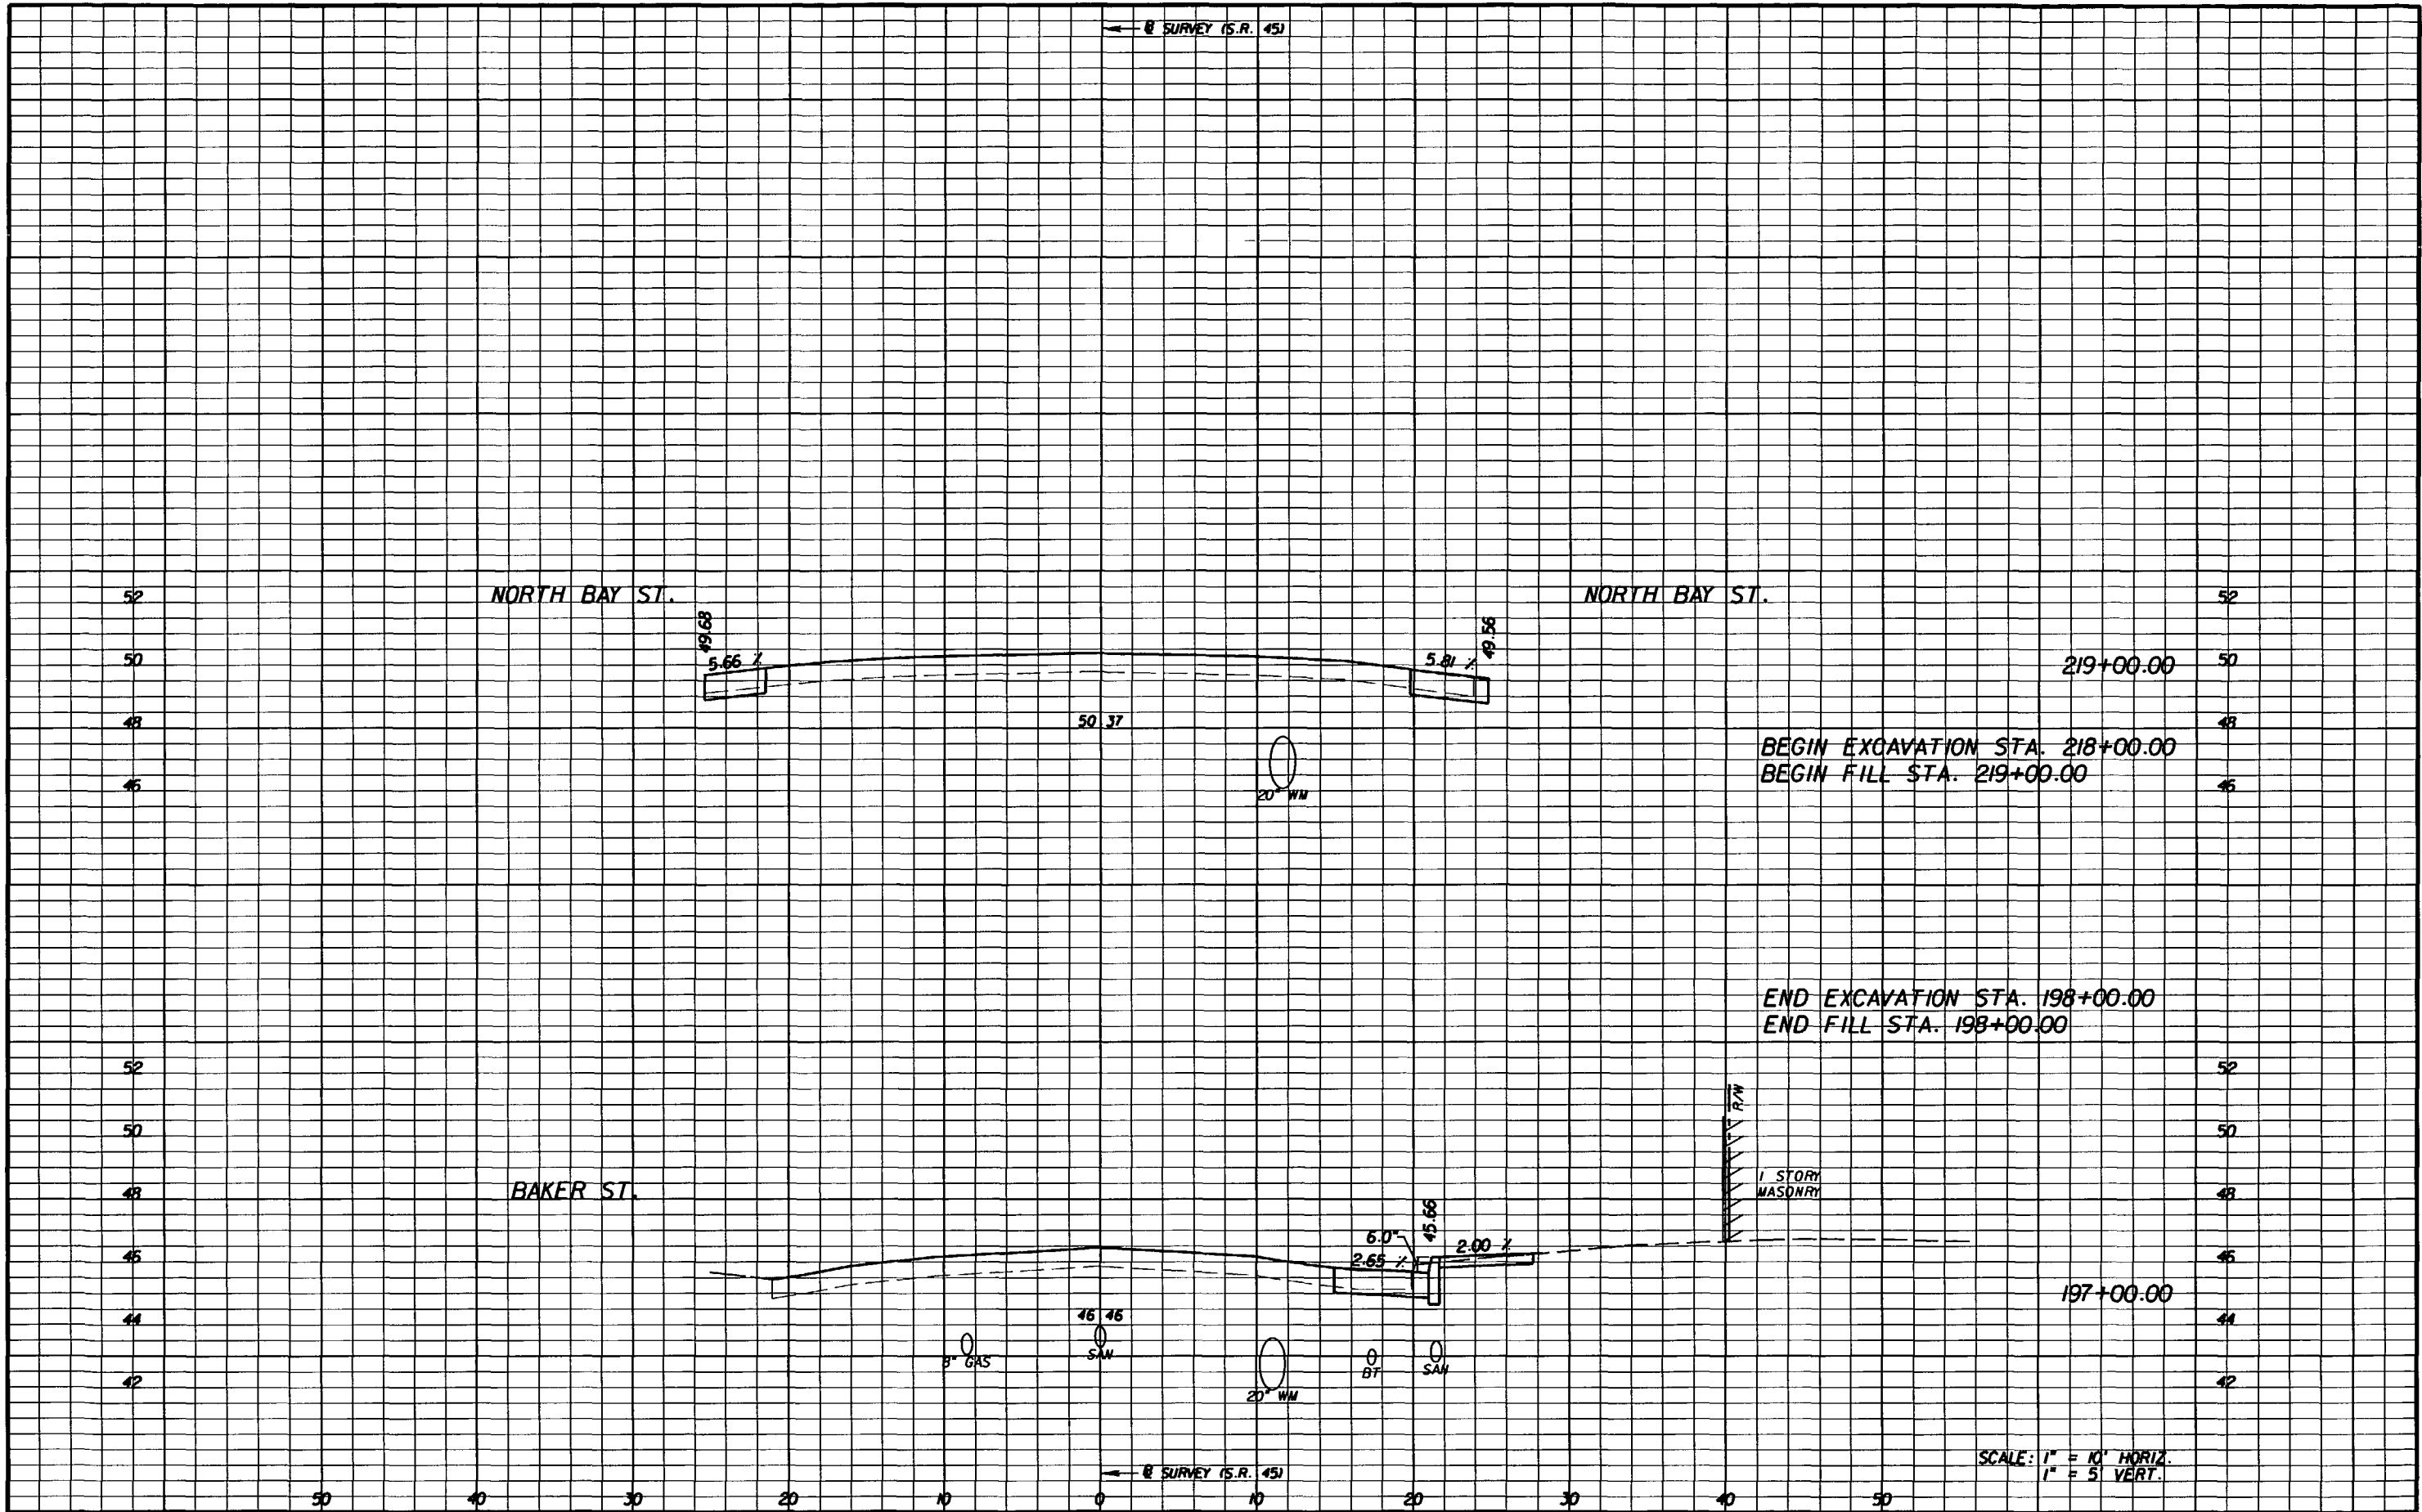 ℄ SURVEY (S.R. 45)
52
NORTH BAY ST.
NORTH BAY ST.
52
49.68
49.56
50
5.66 %
5.81 %
219+00.00
50
48
50.37
48
BEGIN EXCAVATION STA. 218+00.00
BEGIN FILL STA. 219+00.00
46
20" WM
46
END EXCAVATION STA. 198+00.00
END FILL STA. 198+00.00
52
52
R/W
50
50
1 STORY
MASONRY
48
BAKER ST.
48
45.66
6.0"
2.00 %
46
2.65 %
46
197+00.00
44
46.46
44
8" GAS
SAN
BT
SAN
42
20" WM
42
SCALE: 1" = 10' HORIZ.
1" = 5' VERT.
℄ SURVEY (S.R. 45)
50 40 30 20 10 0 10 20 30 40 50